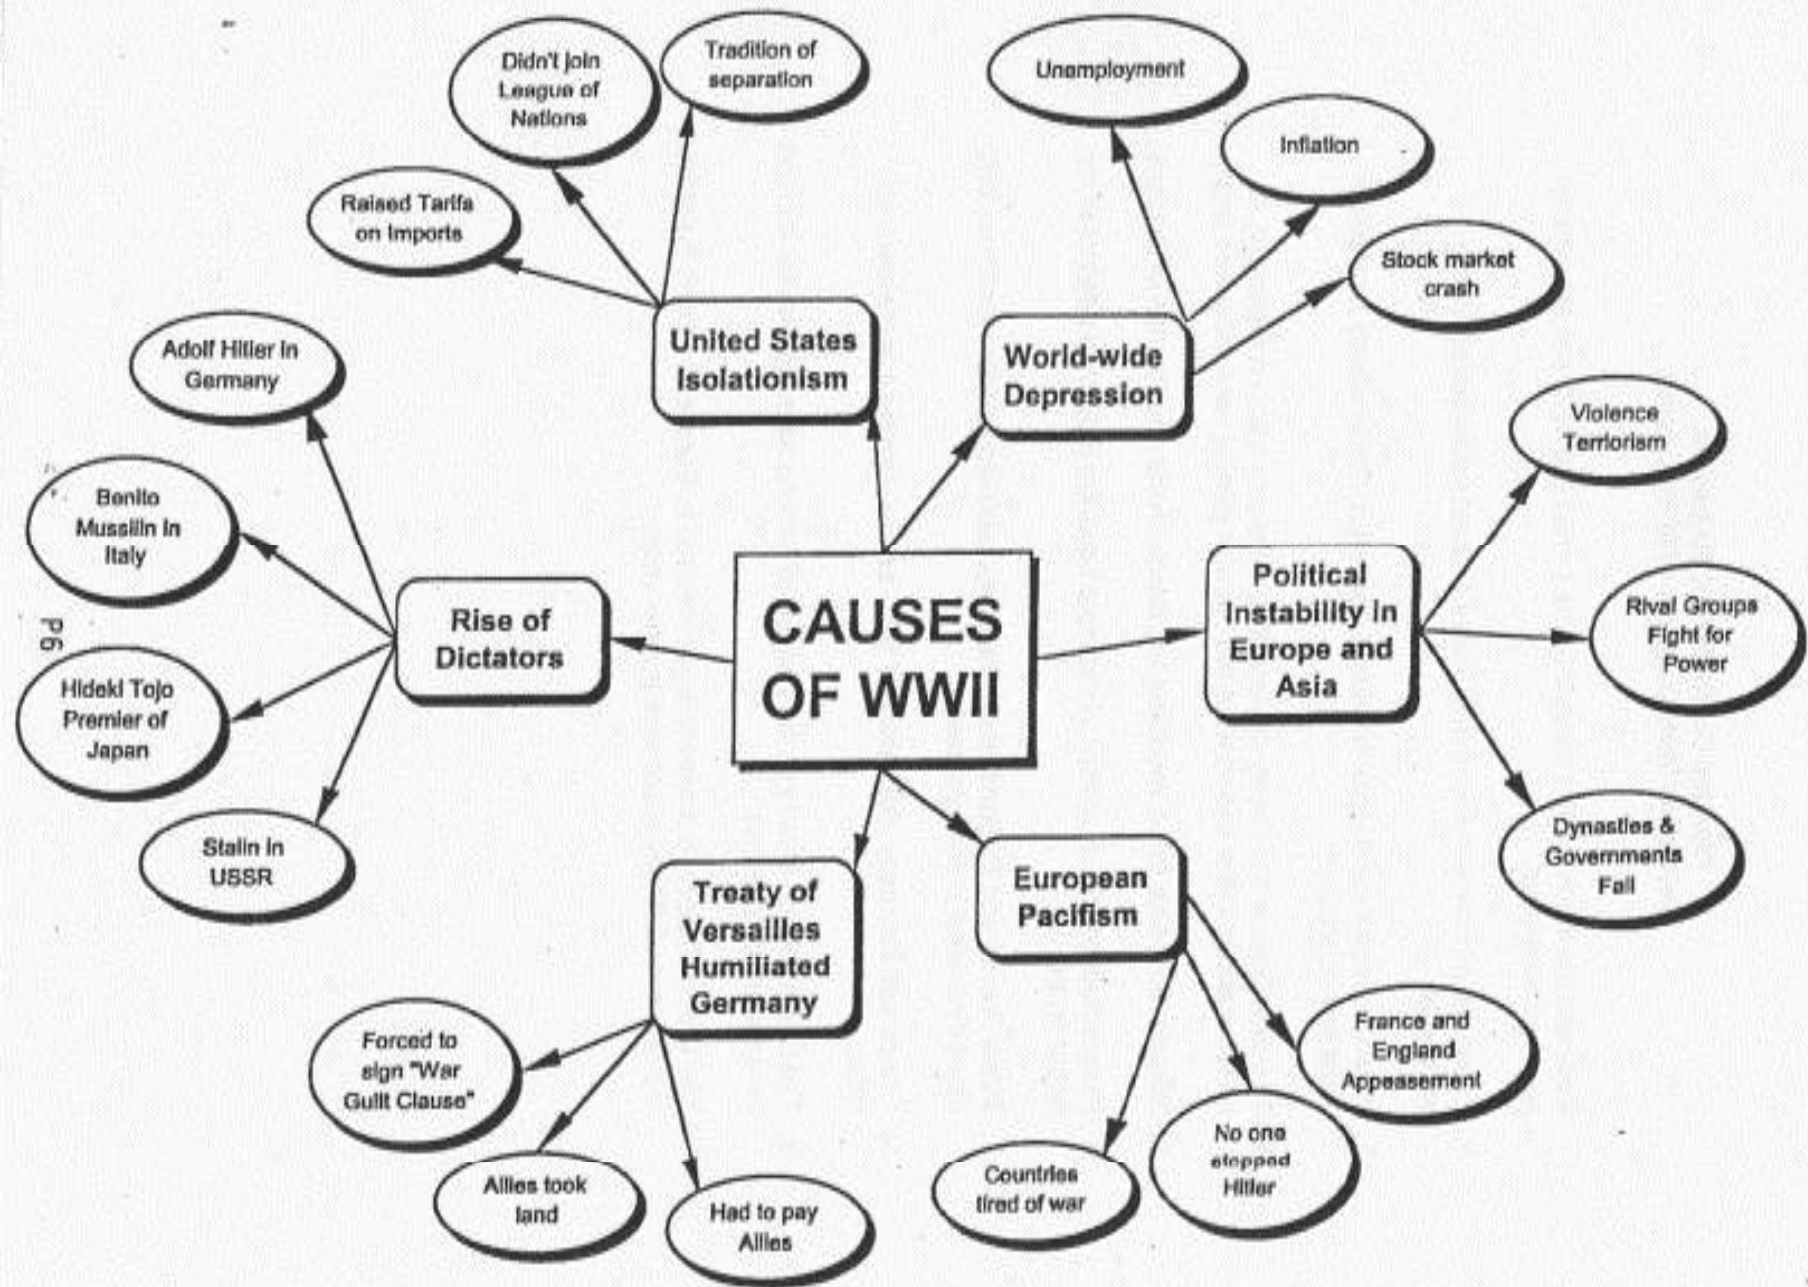 CAUSES
OF WWII
United States
Isolationism
Raised Tarifs
on Imports
Didn't join
League of
Nations
Tradition of
separation
World-wide
Depression
Unemployment
Inflation
Stock market
crash
Political
Instability in
Europe and
Asia
Violence
Terriorism
Rival Groups
Fight for
Power
Dynasties &
Governments
Fall
European
Pacifism
France and
England
Appeasement
No one
stopped
Hitler
Countries
tired of war
Treaty of
Versailles
Humiliated
Germany
Had to pay
Allies
Allies took
land
Forced to
sign "War
Guilt Clause"
Rise of
Dictators
Adolf Hitler in
Germany
Benito
Mussilin in
Italy
Hideki Tojo
Premier of
Japan
Stalin in
USSR
P6